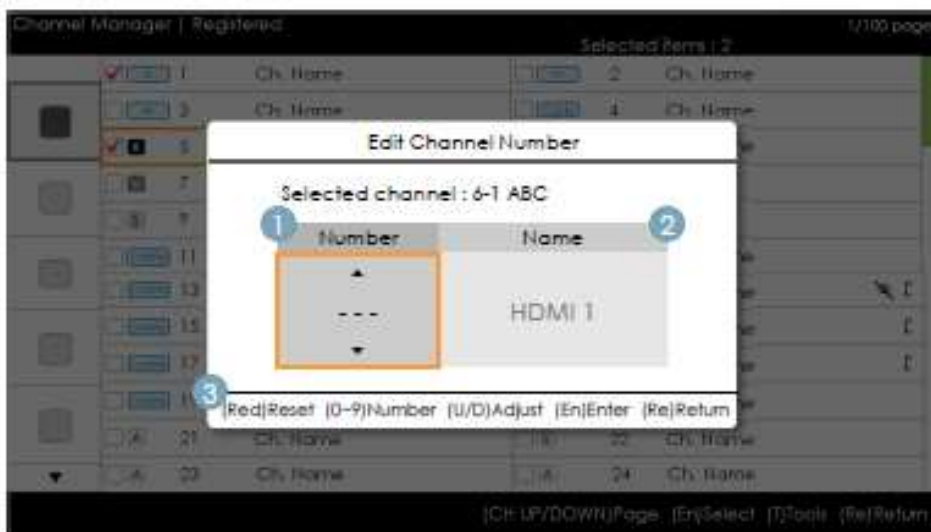 Channel Manager | Registered 1/100 page
Selected items : 2
1 Ch. Name 2 Ch. Name
3 Ch. Name 4 Ch. Name
5
7
9
11
13
15
17
21 Ch. Name 22 Ch. Name
23 Ch. Name 24 Ch. Name
Edit Channel Number
Selected channel : 6-1 ABC
1 Number Name 2
---
HDMI 1
3 (Red)Reset (0~9)Number (U/D)Adjust (En)Enter (Re)Return
(CH UP/DOWN)Page (En)Select (T)Tools (Re)Return